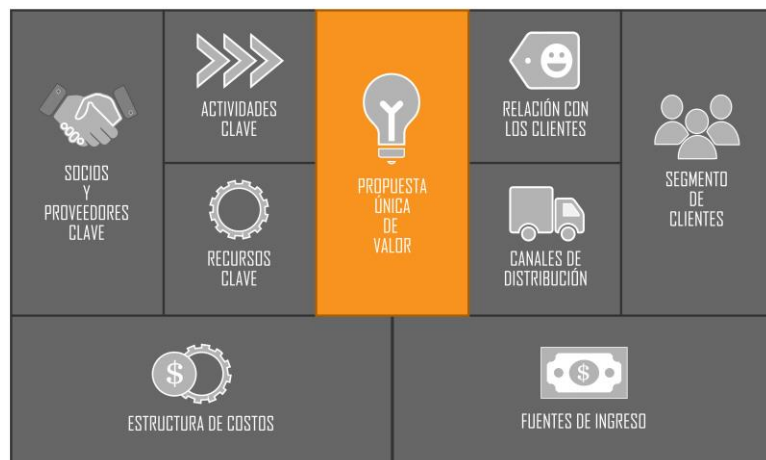 SOCIOS
Y
PROVEEDORES
CLAVE
ACTIVIDADES
CLAVE
RECURSOS
CLAVE
PROPUESTA
ÚNICA
DE
VALOR
RELACIÓN CON
LOS CLIENTES
CANALES DE
DISTRIBUCIÓN
SEGMENTO
DE
CLIENTES
$
ESTRUCTURA DE COSTOS
$
FUENTES DE INGRESO